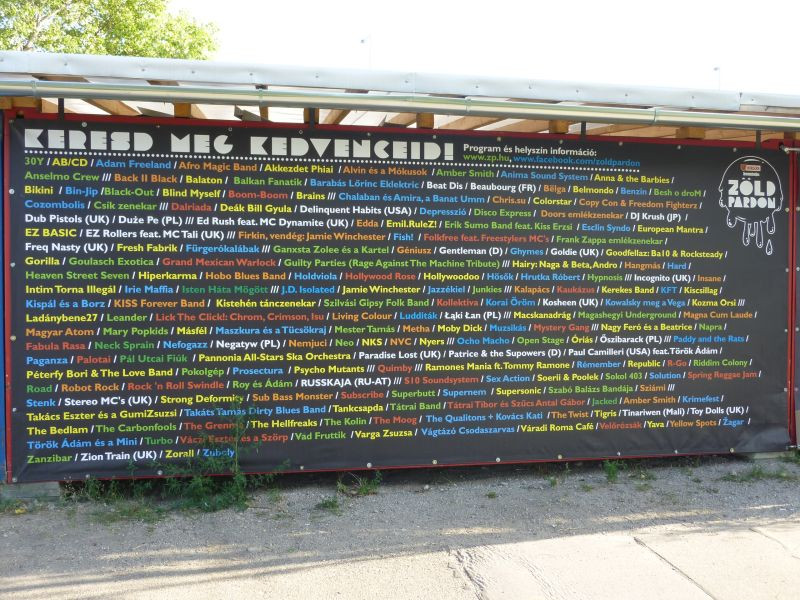 KERESD MEG KEDVENCEID!
Program és helyszín információ:
www.zp.hu, www.facebook.com/zoldpardon
30Y / AB/CD / Adam Freeland / Afro Magic Band / Akkezdet Phiai / Alvin és a Mókusok / Amber Smith / Anima Sound System / Anna & the Barbies /
Anselmo Crew /// Back II Black / Balaton / Balkan Fanatik / Barabás Lőrinc Eklektric / Beat Dis / Beaubourg (FR) / Bëlga / Belmondo / Benzin / Besh o droM /
Bikini / Bin-Jip /Black-Out / Blind Myself / Boom-Boom / Brains /// Chalaban és Amira, a Banat Umm / Chris.su / Colorstar / Copy Con & Freedom Fighterz /
Cozombolis / Csík zenekar /// Dalriada / Deák Bill Gyula / Delinquent Habits (USA) / Depresszió / Disco Express / Doors emlékzenekar / DJ Krush (JP) /
Dub Pistols (UK) / Duże Pe (PL) /// Ed Rush feat. MC Dynamite (UK) / Edda / Emil.RuleZ! / Erik Sumo Band feat. Kiss Erzsi / Esclin Syndo / European Mantra /
EZ BASIC / EZ Rollers feat. MC Tali (UK) /// Firkin, vendég: Jamie Winchester / Fish! / Folkfree feat. Freestylers MC's / Frank Zappa emlékzenekar /
Freq Nasty (UK) / Fresh Fabrik / Fürgerókalábak /// Ganxsta Zolee és a Kartel / Géniusz / Gentleman (D) / Ghymes / Goldie (UK) / Goodfellaz: Ba10 & Rocksteady /
Gorilla / Goulasch Exotica / Grand Mexican Warlock / Guilty Parties (Rage Against The Machine Tribute) /// Hairy: Naga & Beta, Andro / Hangmás / Hard /
Heaven Street Seven / Hiperkarma / Hobo Blues Band / Holdviola / Hollywood Rose / Hollywoodoo / Hősök / Hrutka Róbert / Hypnosis /// InCognito (UK) / Insane /
Intim Torna Illegál / Irie Maffia / Isten Háta Mögött /// J.D. Isolated / Jamie Winchester / Jazzékiel / Junkies /// Kalapács / Kaukázus / Kerekes Band / KFT / Kiscsillag /
Kispál és a Borz / KISS Forever Band / Kistehén tánczenekar / Szilvási Gipsy Folk Band / Kollektiva / Korai Öröm / Kosheen (UK) / Kowalsky meg a Vega / Kozma Orsi ///
Ladánybene27 / Leander / Lick The Click!: Chrom, Crimson, Isu / Living Colour / Ludditák / Łąki Łan (PL) /// Macskanadrág / Magashegyi Underground / Magna Cum Laude /
Magyar Atom / Mary Popkids / Másfél / Maszkura és a Tücsökraj / Mester Tamás / Metha / Moby Dick / Muzsikás / Mystery Gang /// Nagy Feró és a Beatrice / Napra /
Fabula Rasa / Neck Sprain / Nefogazz / Negatyw (PL) / Nemjuci / Neo / NKS / NVC / Nyers /// Ocho Macho / Open Stage / Óriás / Őszibarack (PL) /// Paddy and the Rats /
Paganza / Palotai / Pál Utcai Fiúk / Pannonia All-Stars Ska Orchestra / Paradise Lost (UK) / Patrice & the Supowers (D) / Paul Camilleri (USA) feat. Török Ádám /
Péterfy Bori & The Love Band / Pokolgép / Prosectura / Psycho Mutants /// Quimby /// Ramones Mania ft. Tommy Ramone / Rémember / Republic / R-Go / Riddim Colony /
Road / Robot Rock / Rock 'n Roll Swindle / Roy és Ádám / RUSSKAJA (RU-AT) /// S10 Soundsystem / Sex Action / Soerii & Poolek / Sokol 403 / Solution / Spring Reggae Jam /
Stenk / Stereo MC's (UK) / Strong Deformity / Sub Bass Monster / Subscribe / Superbutt / Supernem / Supersonic / Szabó Balázs Bandája / Sziámi ///
Takács Eszter és a GumiZsuzsi / Takáts Tamás Dirty Blues Band / Tankcsapda / Tátrai Band / Tátrai Tibor és Szűcs Antal Gábor / Jacked / Amber Smith / Krimefest /
The Bedlam / The Carbonfools / The Grenma / The Hellfreaks / The Kolin / The Moog / The Qualitons + Kovács Kati / The Twist / Tigris / Tinariwen (Mali) / Toy Dolls (UK) /
Török Ádám és a Mini / Turbo / Váczi Eszter és a Szörp / Vad Fruttik / Varga Zsuzsa / Vágtázó Csodaszarvas / Váradi Roma Café / Velőrózsák / Yava / Yellow Spots / Žagar /
Zanzibar / Zion Train (UK) / Zorall / Zuboly
ZÖLD
PARDON